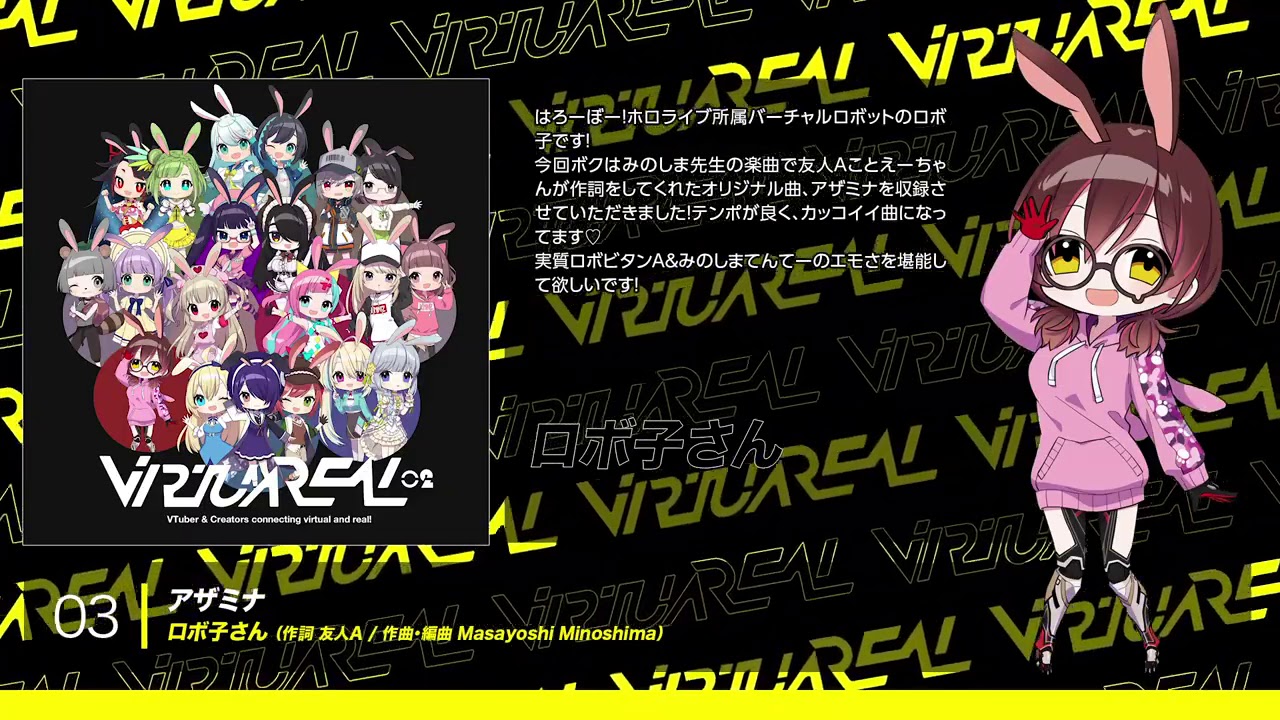 VIRTUAREAL
はろーぼー!ホロライブ所属バーチャルロボットのロボ
子です!
今回ボクはみのしま先生の楽曲で友人Aことえーちゃ
んが作詞をしてくれたオリジナル曲、アザミナを収録さ
せていただきました!テンポが良く、カッコイイ曲になっ
てます♡
実質ロボビタンA&みのしまてんてーのエモさを堪能し
て欲しいです!
ロボ子さん
VIRTUAREAL 02
VTuber & Creators connecting virtual and real!
03
アザミナ
ロボ子さん (作詞 友人A / 作曲・編曲 Masayoshi Minoshima)